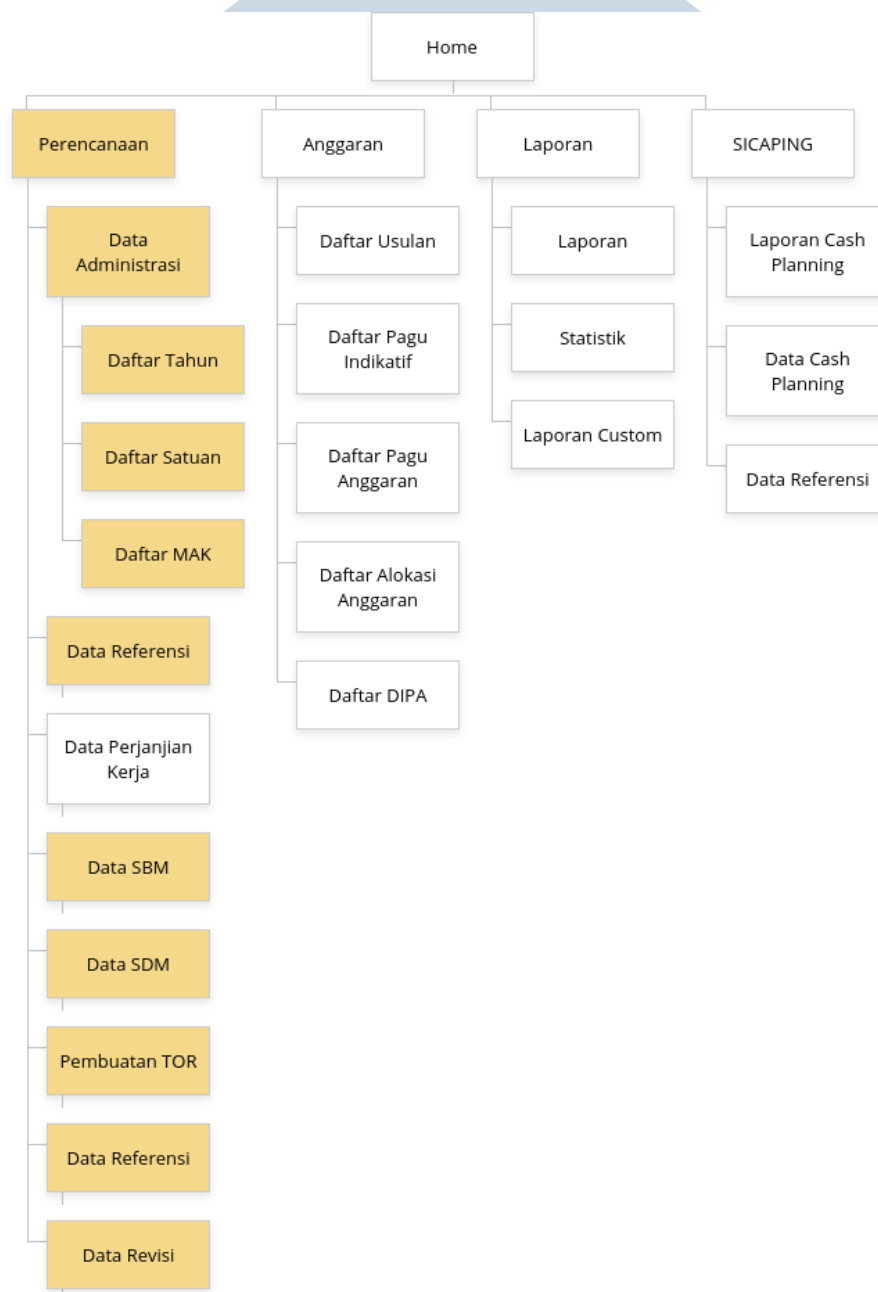 Home
Perencanaan
Anggaran
Laporan
SICAPING
Data
Administrasi
Daftar Tahun
Daftar Satuan
Daftar MAK
Data Referensi
Data Perjanjian
Kerja
Data SBM
Data SDM
Pembuatan TOR
Data Referensi
Data Revisi
Daftar Usulan
Daftar Pagu
Indikatif
Daftar Pagu
Anggaran
Daftar Alokasi
Anggaran
Daftar DIPA
Laporan
Statistik
Laporan Custom
Laporan Cash
Planning
Data Cash
Planning
Data Referensi